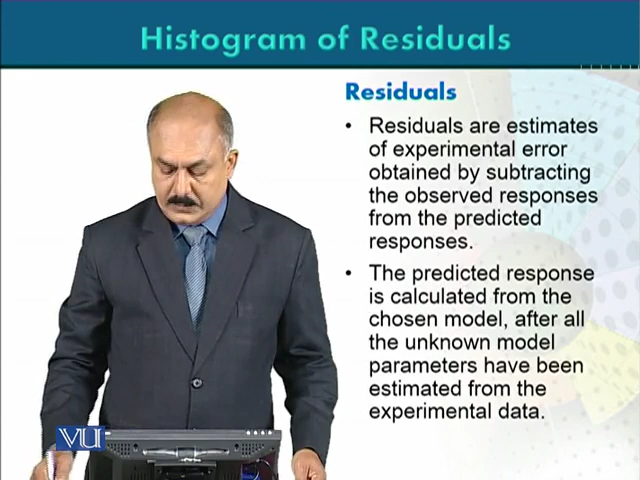 Histogram of Residuals
Residuals
• Residuals are estimates
of experimental error
obtained by subtracting
the observed responses
from the predicted
responses.
• The predicted response
is calculated from the
chosen model, after all
the unknown model
parameters have been
estimated from the
experimental data.
VU